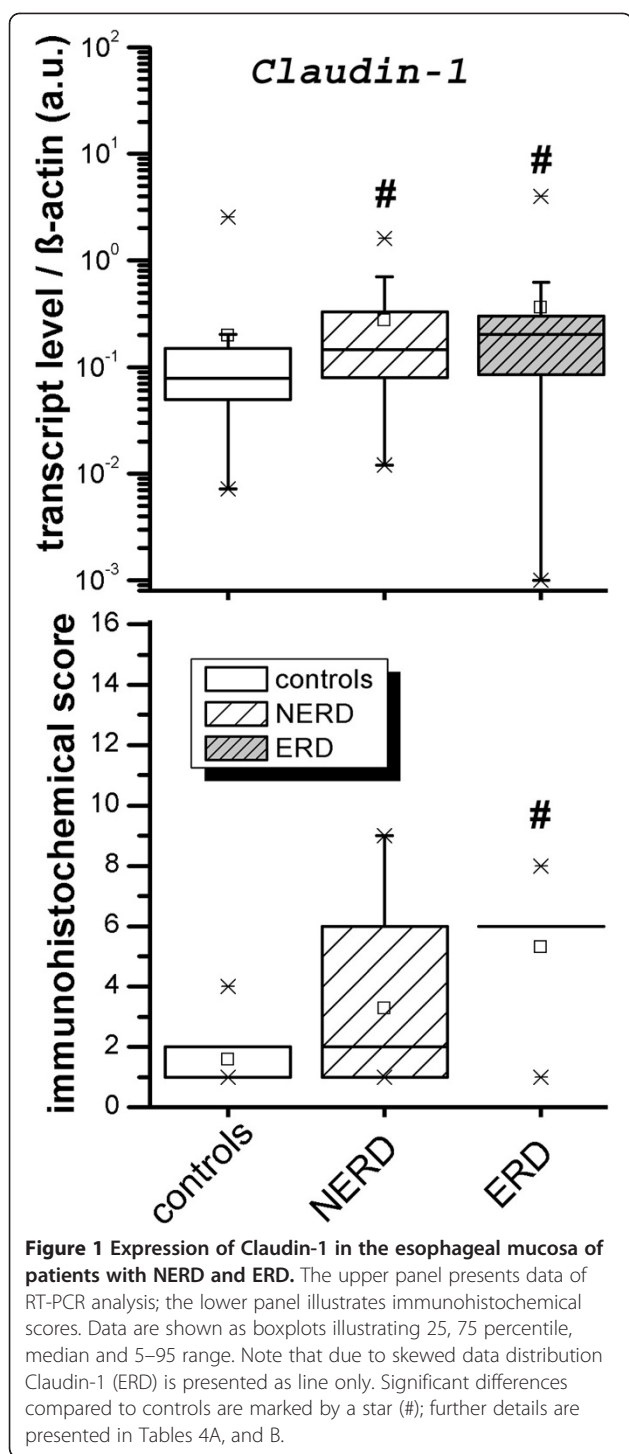 Claudin-1
transcript level / ß-actin (a.u.)
10²
10¹
10⁰
10⁻¹
10⁻²
10⁻³
#
#
immunohistochemical score
16
14
12
10
8
6
4
2
0
controls
NERD
ERD
#
controls
NERD
ERD
Figure 1 Expression of Claudin-1 in the esophageal mucosa of
patients with NERD and ERD. The upper panel presents data of
RT-PCR analysis; the lower panel illustrates immunohistochemical
scores. Data are shown as boxplots illustrating 25, 75 percentile,
median and 5–95 range. Note that due to skewed data distribution
Claudin-1 (ERD) is presented as line only. Significant differences
compared to controls are marked by a star (#); further details are
presented in Tables 4A, and B.